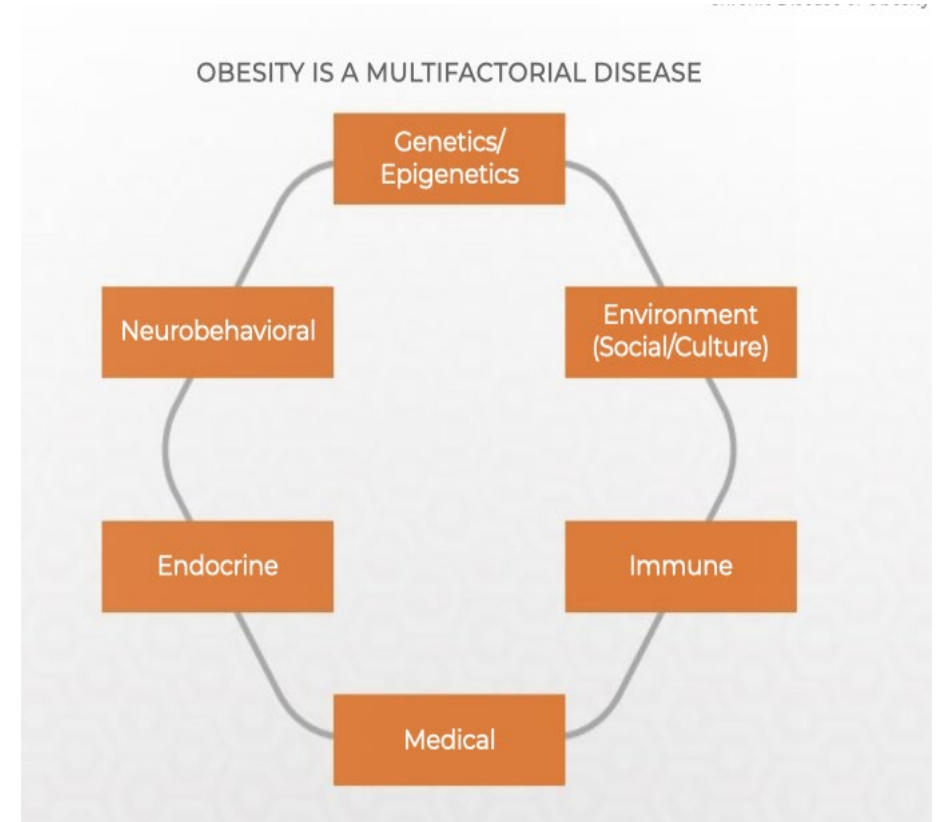 OBESITY IS A MULTIFACTORIAL DISEASE
Genetics/
Epigenetics
Neurobehavioral
Environment
(Social/Culture)
Endocrine
Immune
Medical